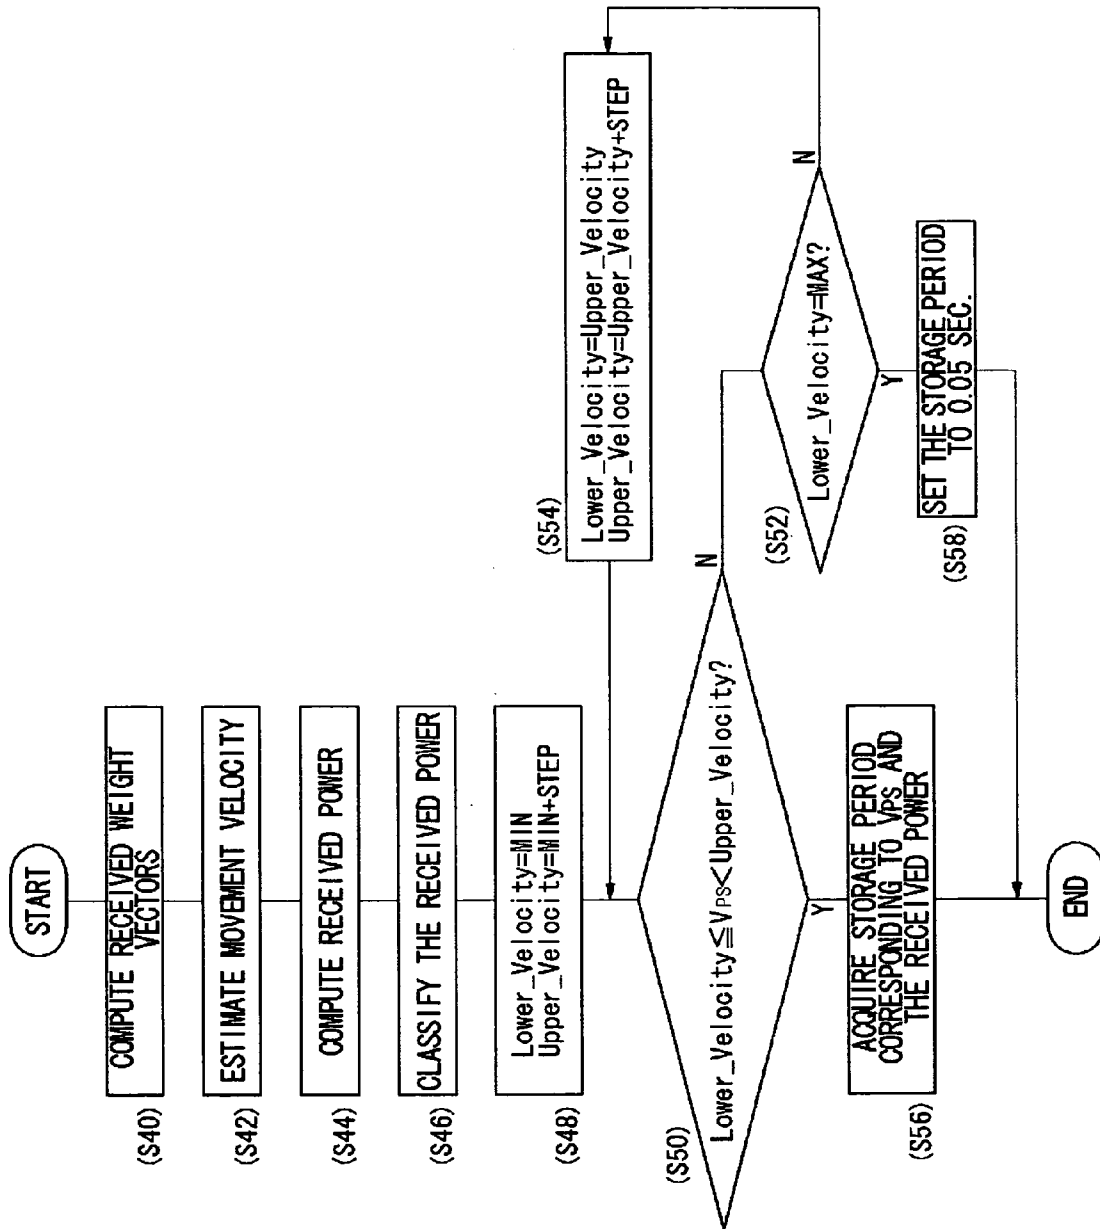 START
(S40)
COMPUTE RECEIVED WEIGHT
VECTORS
(S42)
ESTIMATE MOVEMENT VELOCITY
(S44)
COMPUTE RECEIVED POWER
(S46)
CLASSIFY THE RECEIVED POWER
(S48)
Lower_Velocity=MIN
Upper_Velocity=MIN+STEP
(S50)
Lower_Velocity≦VPS<Upper_Velocity?
N
Y
(S54)
Lower_Velocity=Upper_Velocity
Upper_Velocity=Upper_Velocity+STEP
(S52)
Lower_Velocity=MAX?
N
Y
(S56)
ACQUIRE STORAGE PERIOD
CORRESPONDING TO VPS AND
THE RECEIVED POWER
(S58)
SET THE STORAGE PERIOD
TO 0.05 SEC.
END